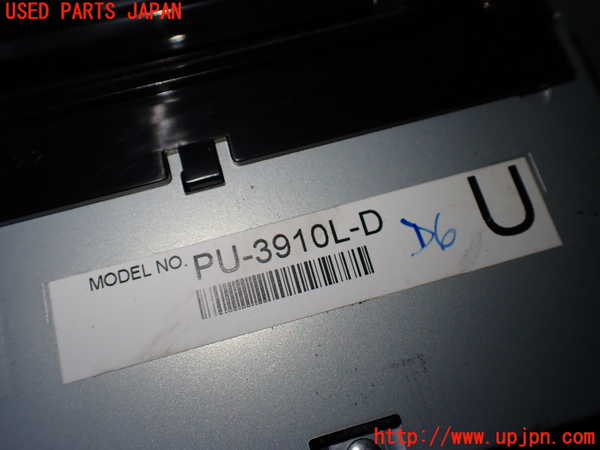 USED PARTS JAPAN
MODEL NO. PU-3910L-D D6 U
http://www.upjpn.com/